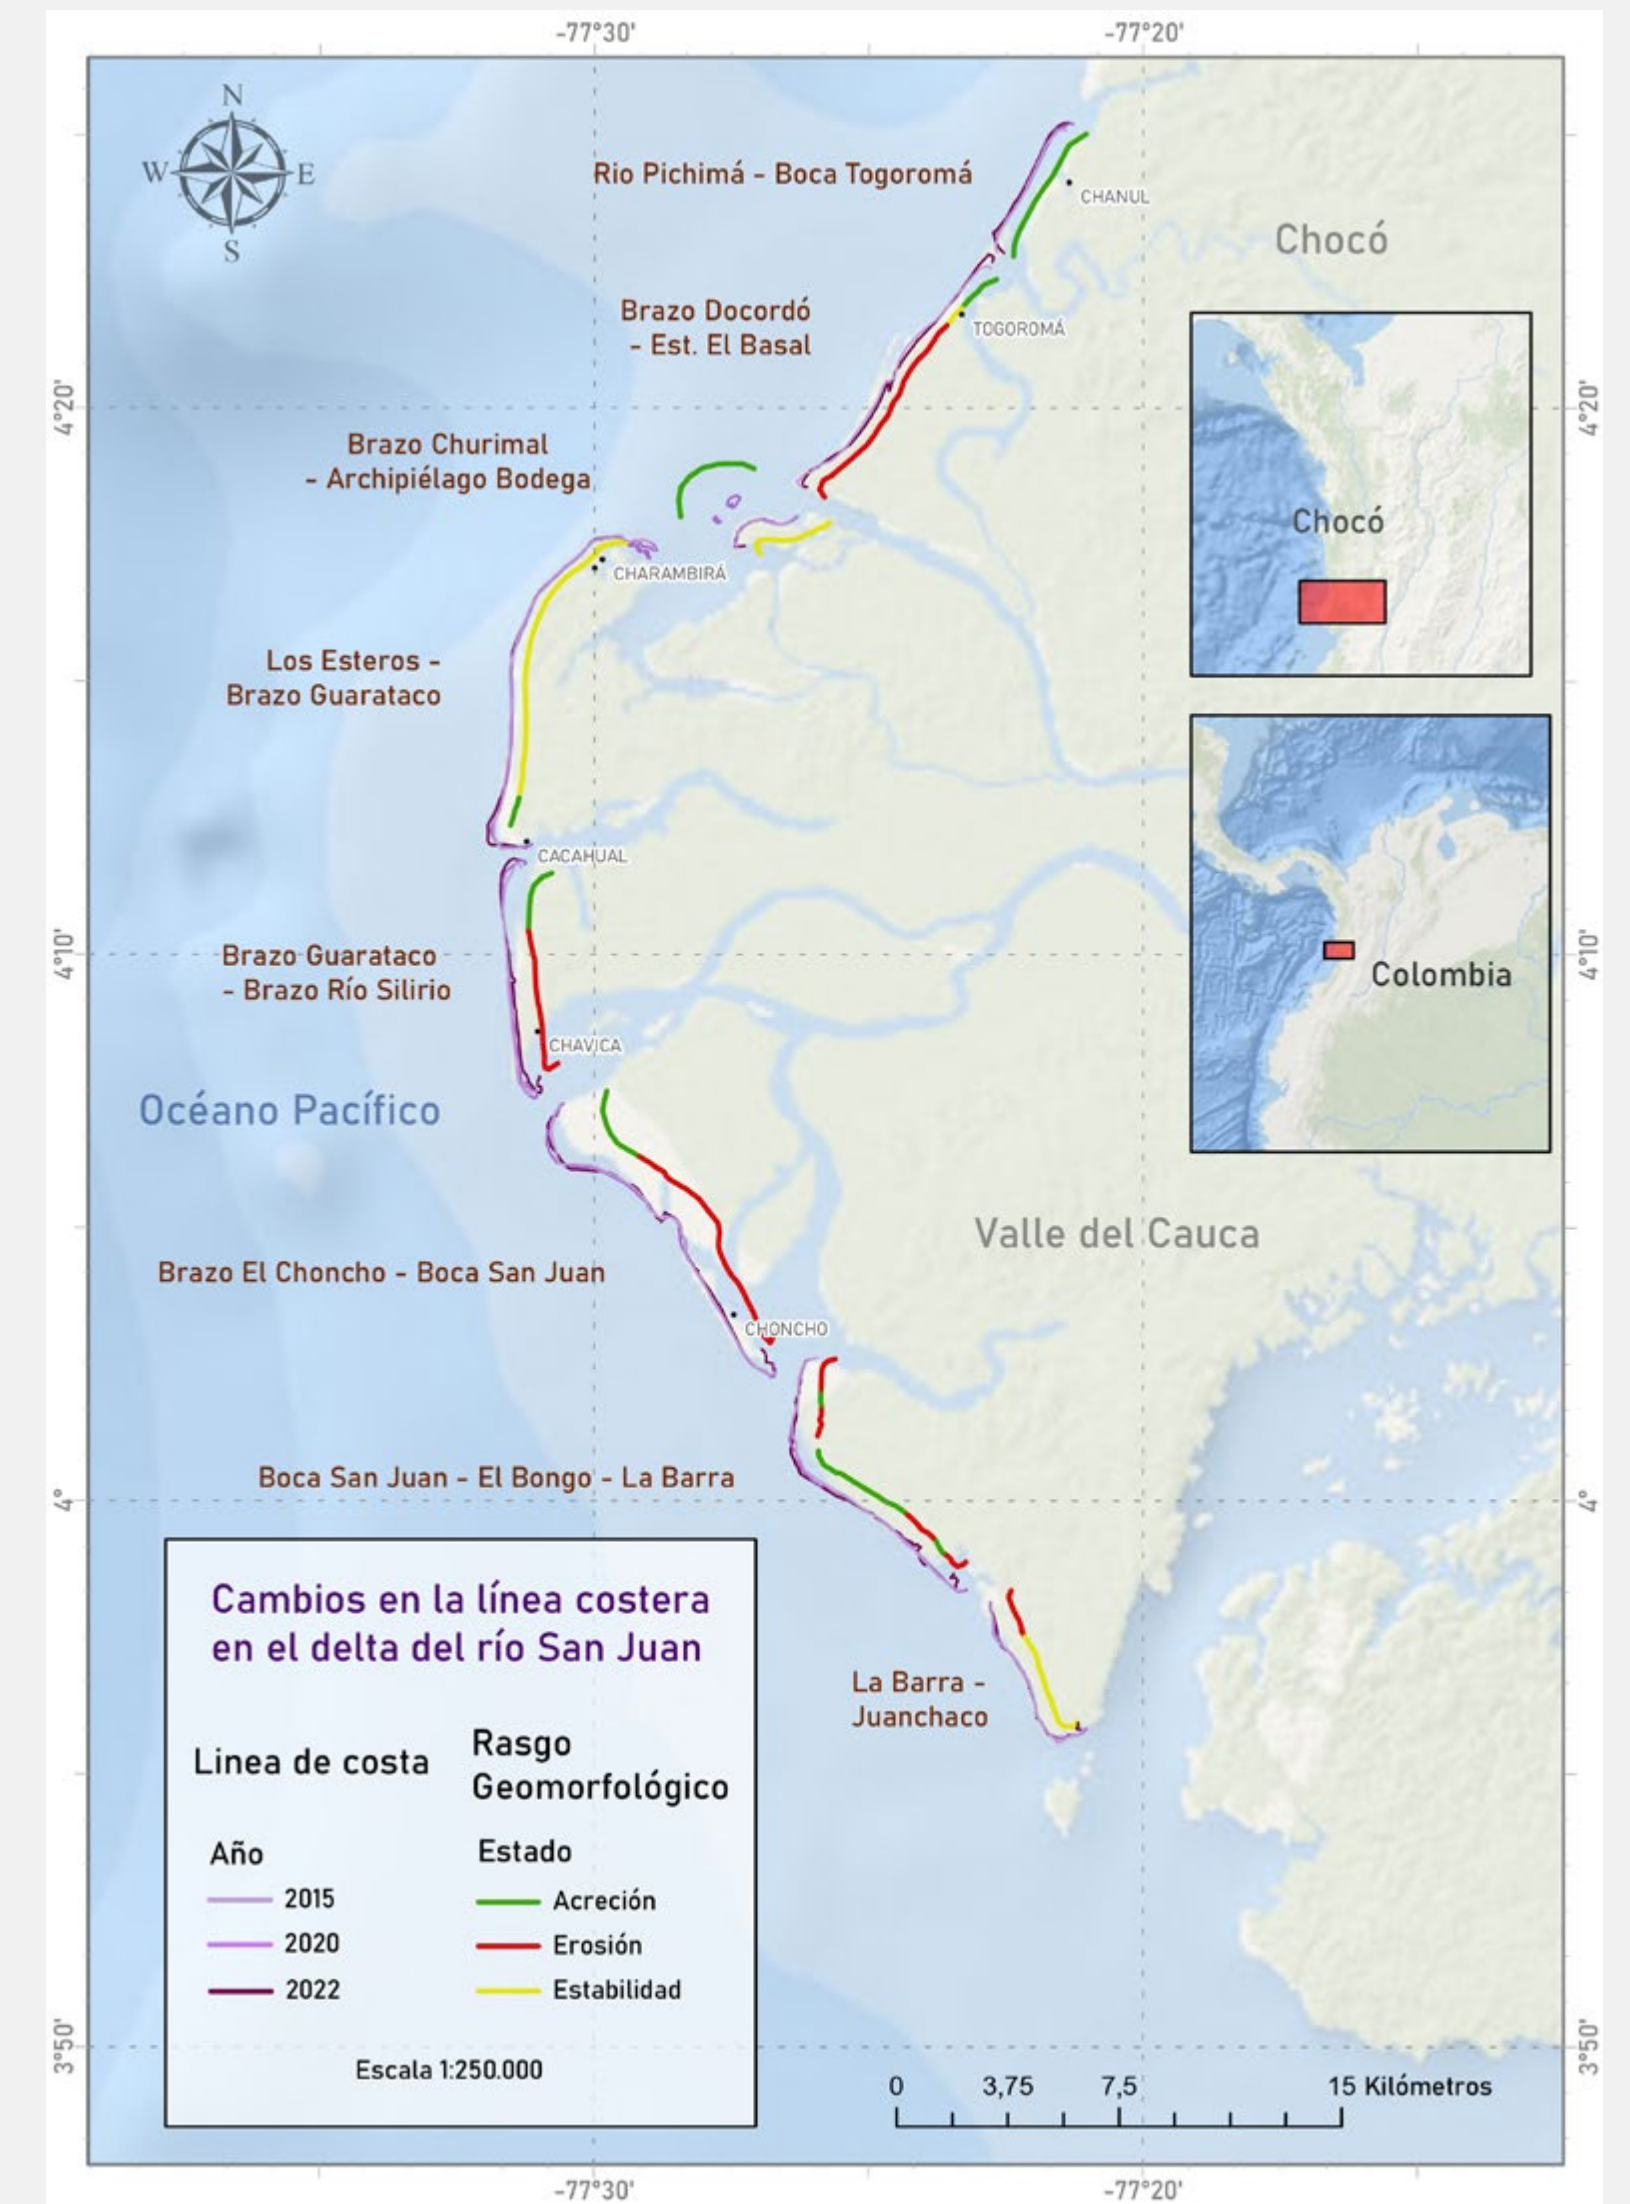 -77°30'
-77°20'
N
W
E
S
Rio Pichimá - Boca Togoromá
CHANUL
Chocó
Brazo Docordó
- Est. El Basal
TOGOROMÁ
4°20'
4°20'
Brazo Churimal
- Archipiélago Bodega
Chocó
CHARAMBIRÁ
Los Esteros -
Brazo Guarataco
CACAHUAL
4°10'
4°10'
Brazo Guarataco
- Brazo Río Silirio
Colombia
CHAVICA
Océano Pacífico
Valle del Cauca
Brazo El Choncho - Boca San Juan
CHONCHO
Boca San Juan - El Bongo - La Barra
4°
4°
La Barra -
Juanchaco
Cambios en la línea costera
en el delta del río San Juan
Linea de costa
Año
2015
2020
2022
Rasgo
Geomorfológico
Estado
Acreción
Erosión
Estabilidad
Escala 1:250.000
3°50'
3°50'
0 3,75 7,5 15 Kilómetros
-77°30'
-77°20'